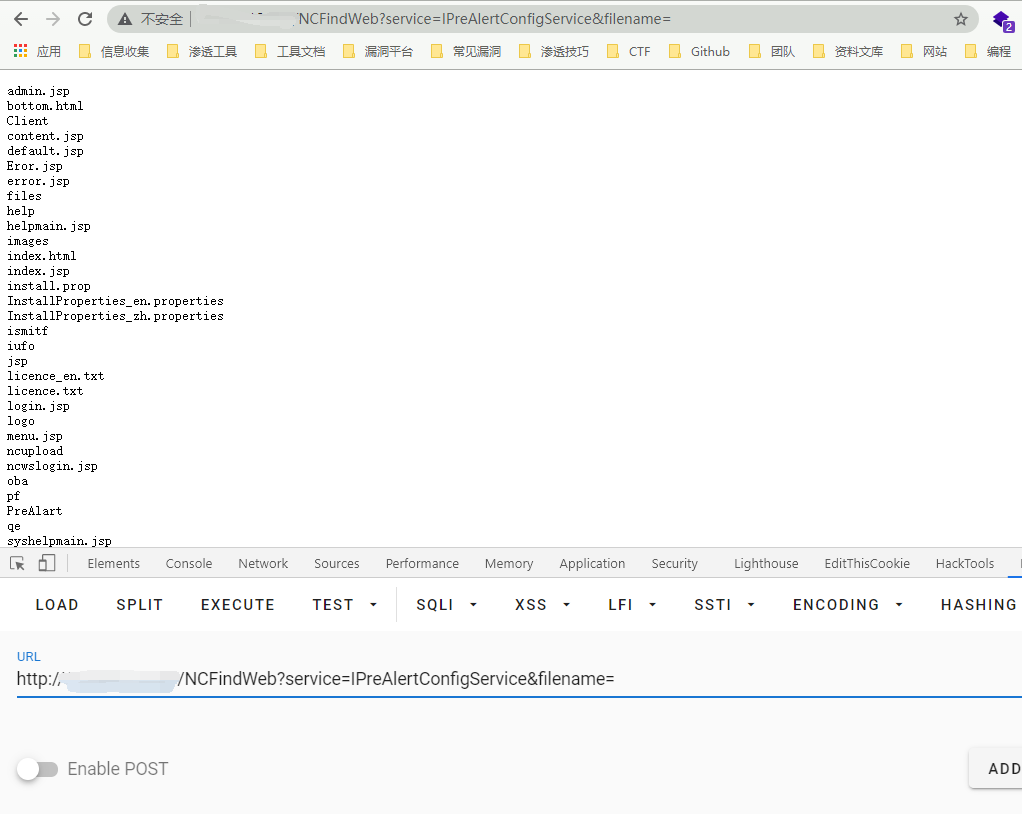 不安全 /NCFindWeb?service=IPreAlertConfigService&filename=
2
应用 信息收集 渗透工具 工具文档 漏洞平台 常见漏洞 渗透技巧 CTF Github 团队 资料文库 网站 编程
admin.jsp
bottom.html
Client
content.jsp
default.jsp
Eror.jsp
error.jsp
files
help
helpmain.jsp
images
index.html
index.jsp
install.prop
InstallProperties_en.properties
InstallProperties_zh.properties
ismitf
iufo
jsp
licence_en.txt
licence.txt
login.jsp
logo
menu.jsp
ncupload
ncwslogin.jsp
oba
pf
PreAlart
qe
syshelpmain.jsp
Elements Console Network Sources Performance Memory Application Security Lighthouse EditThisCookie HackTools
LOAD SPLIT EXECUTE TEST SQLI XSS LFI SSTI ENCODING HASHING
URL
http:// /NCFindWeb?service=IPreAlertConfigService&filename=
Enable POST
ADD